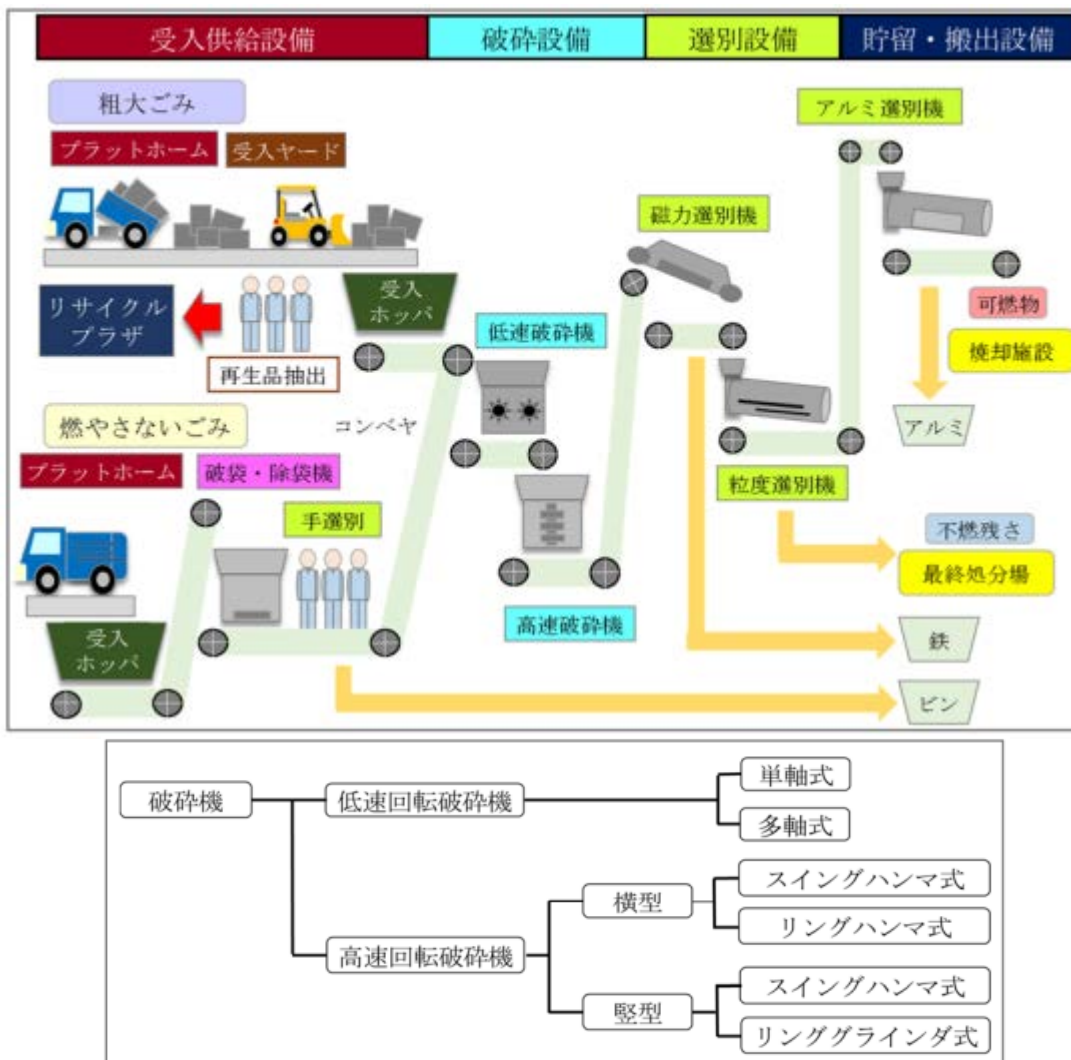 受入供給設備
破砕設備
選別設備
貯留・搬出設備
粗大ごみ
プラットホーム
受入ヤード
リサイクル
プラザ
再生品抽出
受入
ホッパ
コンベヤ
燃やさないごみ
プラットホーム
破袋・除袋機
手選別
受入
ホッパ
低速破砕機
高速破砕機
磁力選別機
粒度選別機
アルミ選別機
可燃物
焼却施設
アルミ
不燃残さ
最終処分場
鉄
ビン
破砕機
低速回転破砕機
単軸式
多軸式
高速回転破砕機
横型
スイングハンマ式
リングハンマ式
竪型
スイングハンマ式
リンググラインダ式